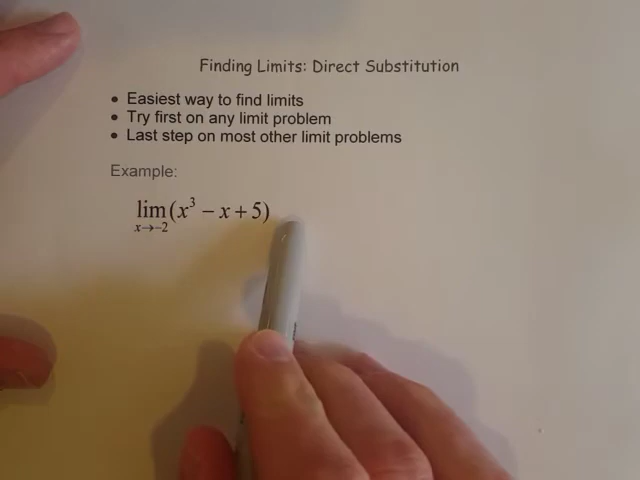 Finding Limits: Direct Substitution
• Easiest way to find limits
• Try first on any limit problem
• Last step on most other limit problems
Example:
lim (x³ − x + 5)
x→−2